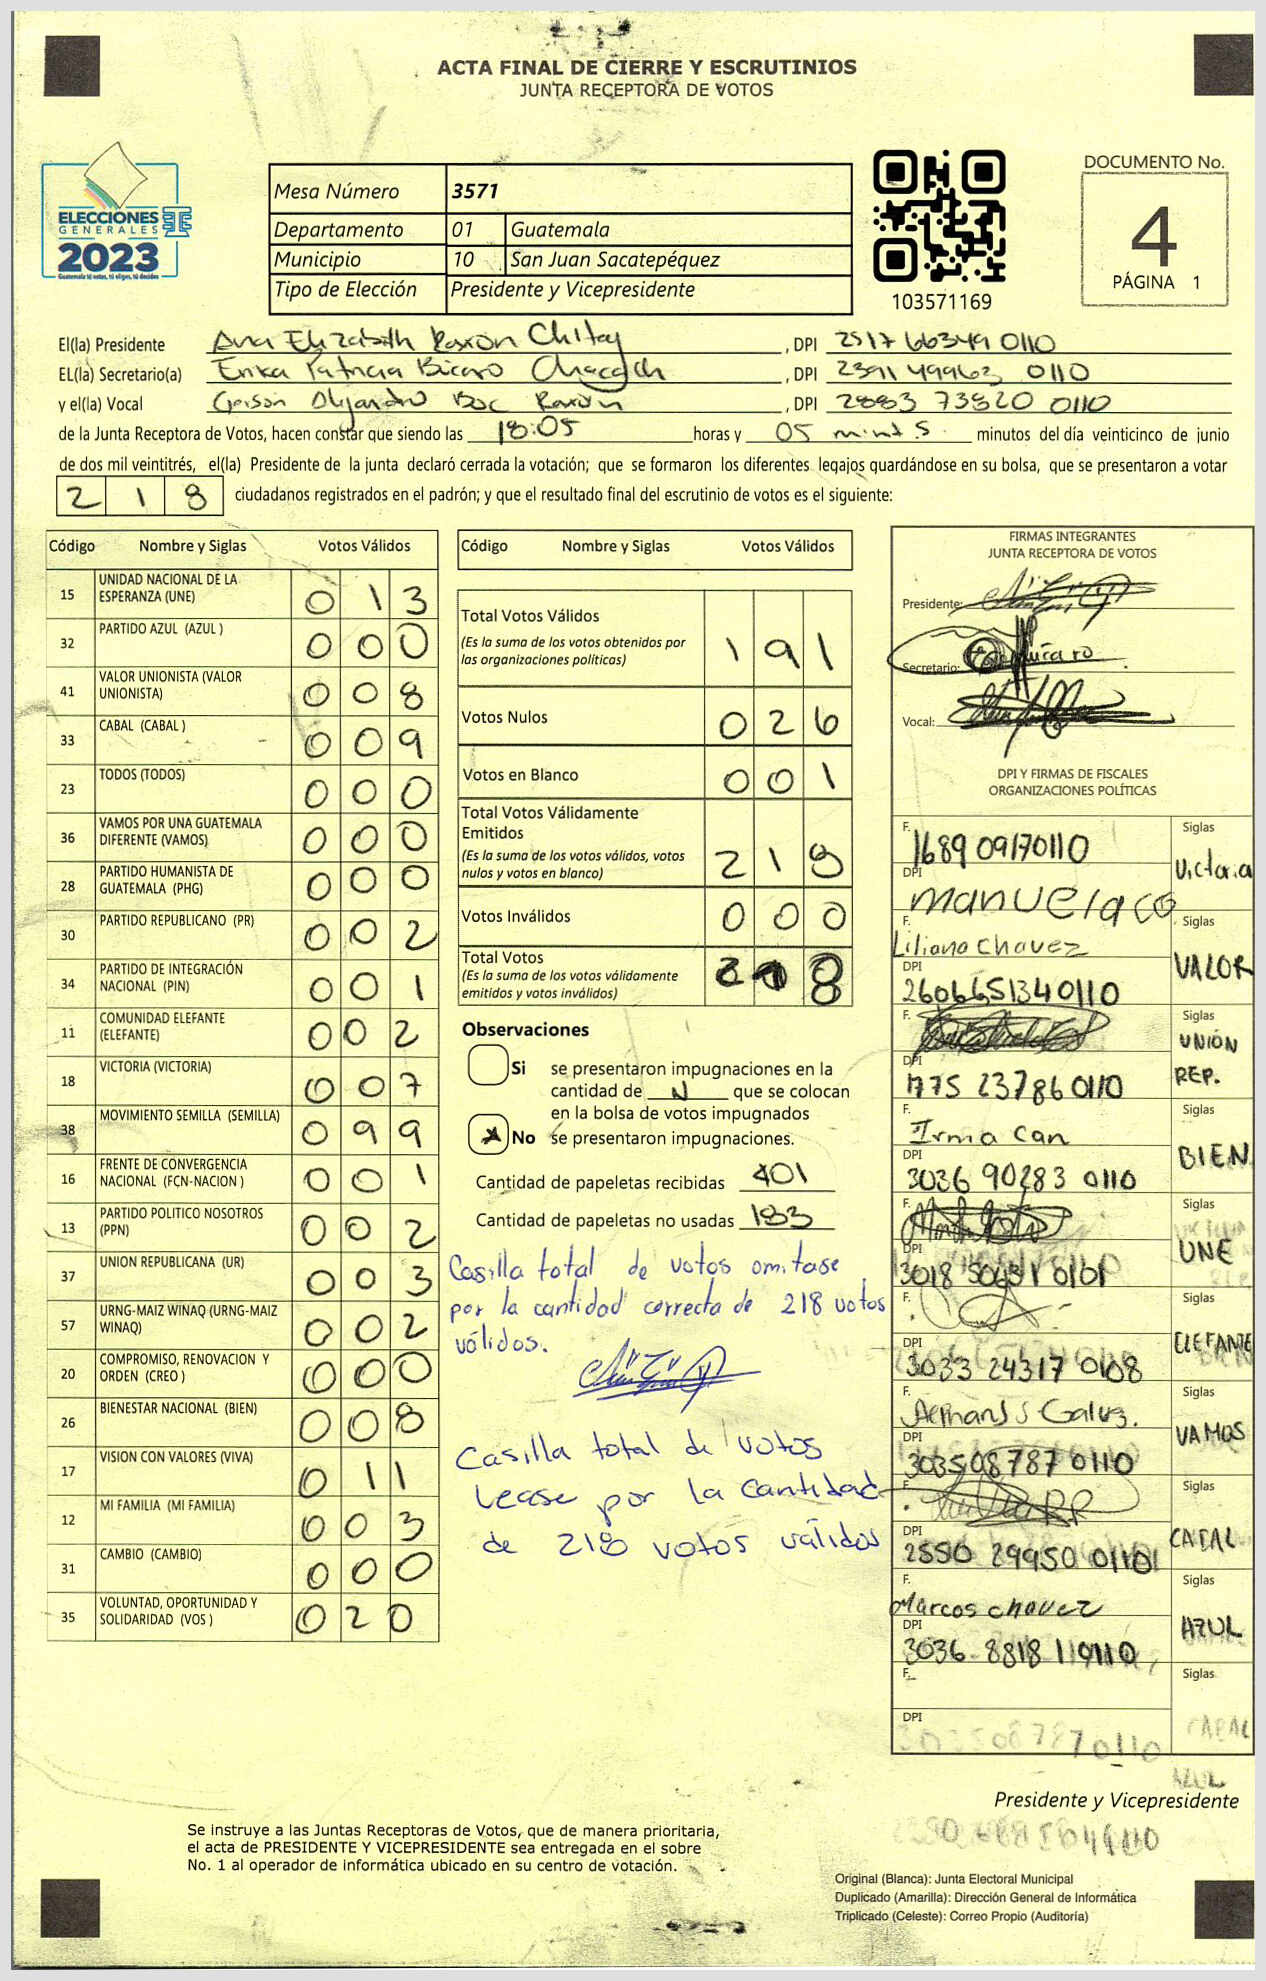 ACTA FINAL DE CIERRE Y ESCRUTINIOS
JUNTA RECEPTORA DE VOTOS
ELECCIONES
GENERALES
2023
Guatemala tú votas, tú eliges, tú decides
Mesa Número 3571
Departamento 01 Guatemala
Municipio 10 San Juan Sacatepéquez
Tipo de Elección Presidente y Vicepresidente
103571169
DOCUMENTO No.
4
PÁGINA 1
El(la) Presidente Ana Elizabith Raxón Chitay, DPI 2517 66349 0110
EL(la) Secretario(a) Erika Patricia Bucaro Chacach, DPI 2391 49963 0110
y el(la) Vocal Gerson Alejandro Boc Raxón, DPI 2883 73820 0110
de la Junta Receptora de Votos, hacen constar que siendo las 18:05 horas y 05 mints. minutos del día veinticinco de junio
de dos mil veintitrés, el(la) Presidente de la junta declaró cerrada la votación; que se formaron los diferentes legajos guardándose en su bolsa, que se presentaron a votar
218 ciudadanos registrados en el padrón; y que el resultado final del escrutinio de votos es el siguiente:
Código Nombre y Siglas Votos Válidos
15 UNIDAD NACIONAL DE LA ESPERANZA (UNE) 0 1 3
32 PARTIDO AZUL (AZUL ) 0 0 0
41 VALOR UNIONISTA (VALOR UNIONISTA) 0 0 8
33 CABAL (CABAL ) 0 0 9
23 TODOS (TODOS) 0 0 0
36 VAMOS POR UNA GUATEMALA DIFERENTE (VAMOS) 0 0 0
28 PARTIDO HUMANISTA DE GUATEMALA (PHG) 0 0 0
30 PARTIDO REPUBLICANO (PR) 0 0 2
34 PARTIDO DE INTEGRACIÓN NACIONAL (PIN) 0 0 1
11 COMUNIDAD ELEFANTE (ELEFANTE) 0 0 2
18 VICTORIA (VICTORIA) 0 0 7
38 MOVIMIENTO SEMILLA (SEMILLA) 0 9 9
16 FRENTE DE CONVERGENCIA NACIONAL (FCN-NACION ) 0 0 1
13 PARTIDO POLITICO NOSOTROS (PPN) 0 0 2
37 UNION REPUBLICANA (UR) 0 0 3
57 URNG-MAIZ WINAQ (URNG-MAIZ WINAQ) 0 0 2
20 COMPROMISO, RENOVACION Y ORDEN (CREO ) 0 0 0
26 BIENESTAR NACIONAL (BIEN) 0 0 8
17 VISION CON VALORES (VIVA) 0 1 1
12 MI FAMILIA (MI FAMILIA) 0 0 3
31 CAMBIO (CAMBIO) 0 0 0
35 VOLUNTAD, OPORTUNIDAD Y SOLIDARIDAD (VOS ) 0 2 0
Código Nombre y Siglas Votos Válidos
Total Votos Válidos 1 9 1
(Es la suma de los votos obtenidos por
las organizaciones políticas)
Votos Nulos 0 2 6
Votos en Blanco 0 0 1
Total Votos Válidamente
Emitidos 2 1 8
(Es la suma de los votos válidos, votos
nulos y votos en blanco)
Votos Inválidos 0 0 0
Total Votos
(Es la suma de los votos válidamente
emitidos y votos inválidos)
Observaciones
Si se presentaron impugnaciones en la
cantidad de N que se colocan
en la bolsa de votos impugnados
No se presentaron impugnaciones.
Cantidad de papeletas recibidas 401
Cantidad de papeletas no usadas 183
Casilla total de votos omitase
por la cantidad correcta de 218 votos
válidos.
Casilla total de votos
Lease por la cantidad
de 218 votos válidos
FIRMAS INTEGRANTES
JUNTA RECEPTORA DE VOTOS
Presidente:
Secretario:
Vocal:
DPI Y FIRMAS DE FISCALES
ORGANIZACIONES POLÍTICAS
F. 1689 09170110 Siglas
DPI manuelaco Victoria
F. Liliana Chavez Siglas
DPI 2606651340110 VALOR
F. Siglas
DPI 1775 23786 0110 UNIÓN REP.
F. Irma Can Siglas
DPI 3036 90283 0110 BIEN
F. Siglas
DPI UNE
F. Siglas
DPI 3033 24317 0108 ELEFANTE
F. Siglas
DPI 303508787 0110 VAMOS
F. Siglas
DPI 2550 29950 0110 CABAL
F. Marcos chavez Siglas
DPI 3036 8818 110110 AZUL
F. Siglas
DPI
Presidente y Vicepresidente
Se instruye a las Juntas Receptoras de Votos, que de manera prioritaria,
el acta de PRESIDENTE Y VICEPRESIDENTE sea entregada en el sobre
No. 1 al operador de informática ubicado en su centro de votación.
Original (Blanca): Junta Electoral Municipal
Duplicado (Amarilla): Dirección General de Informática
Triplicado (Celeste): Correo Propio (Auditoría)